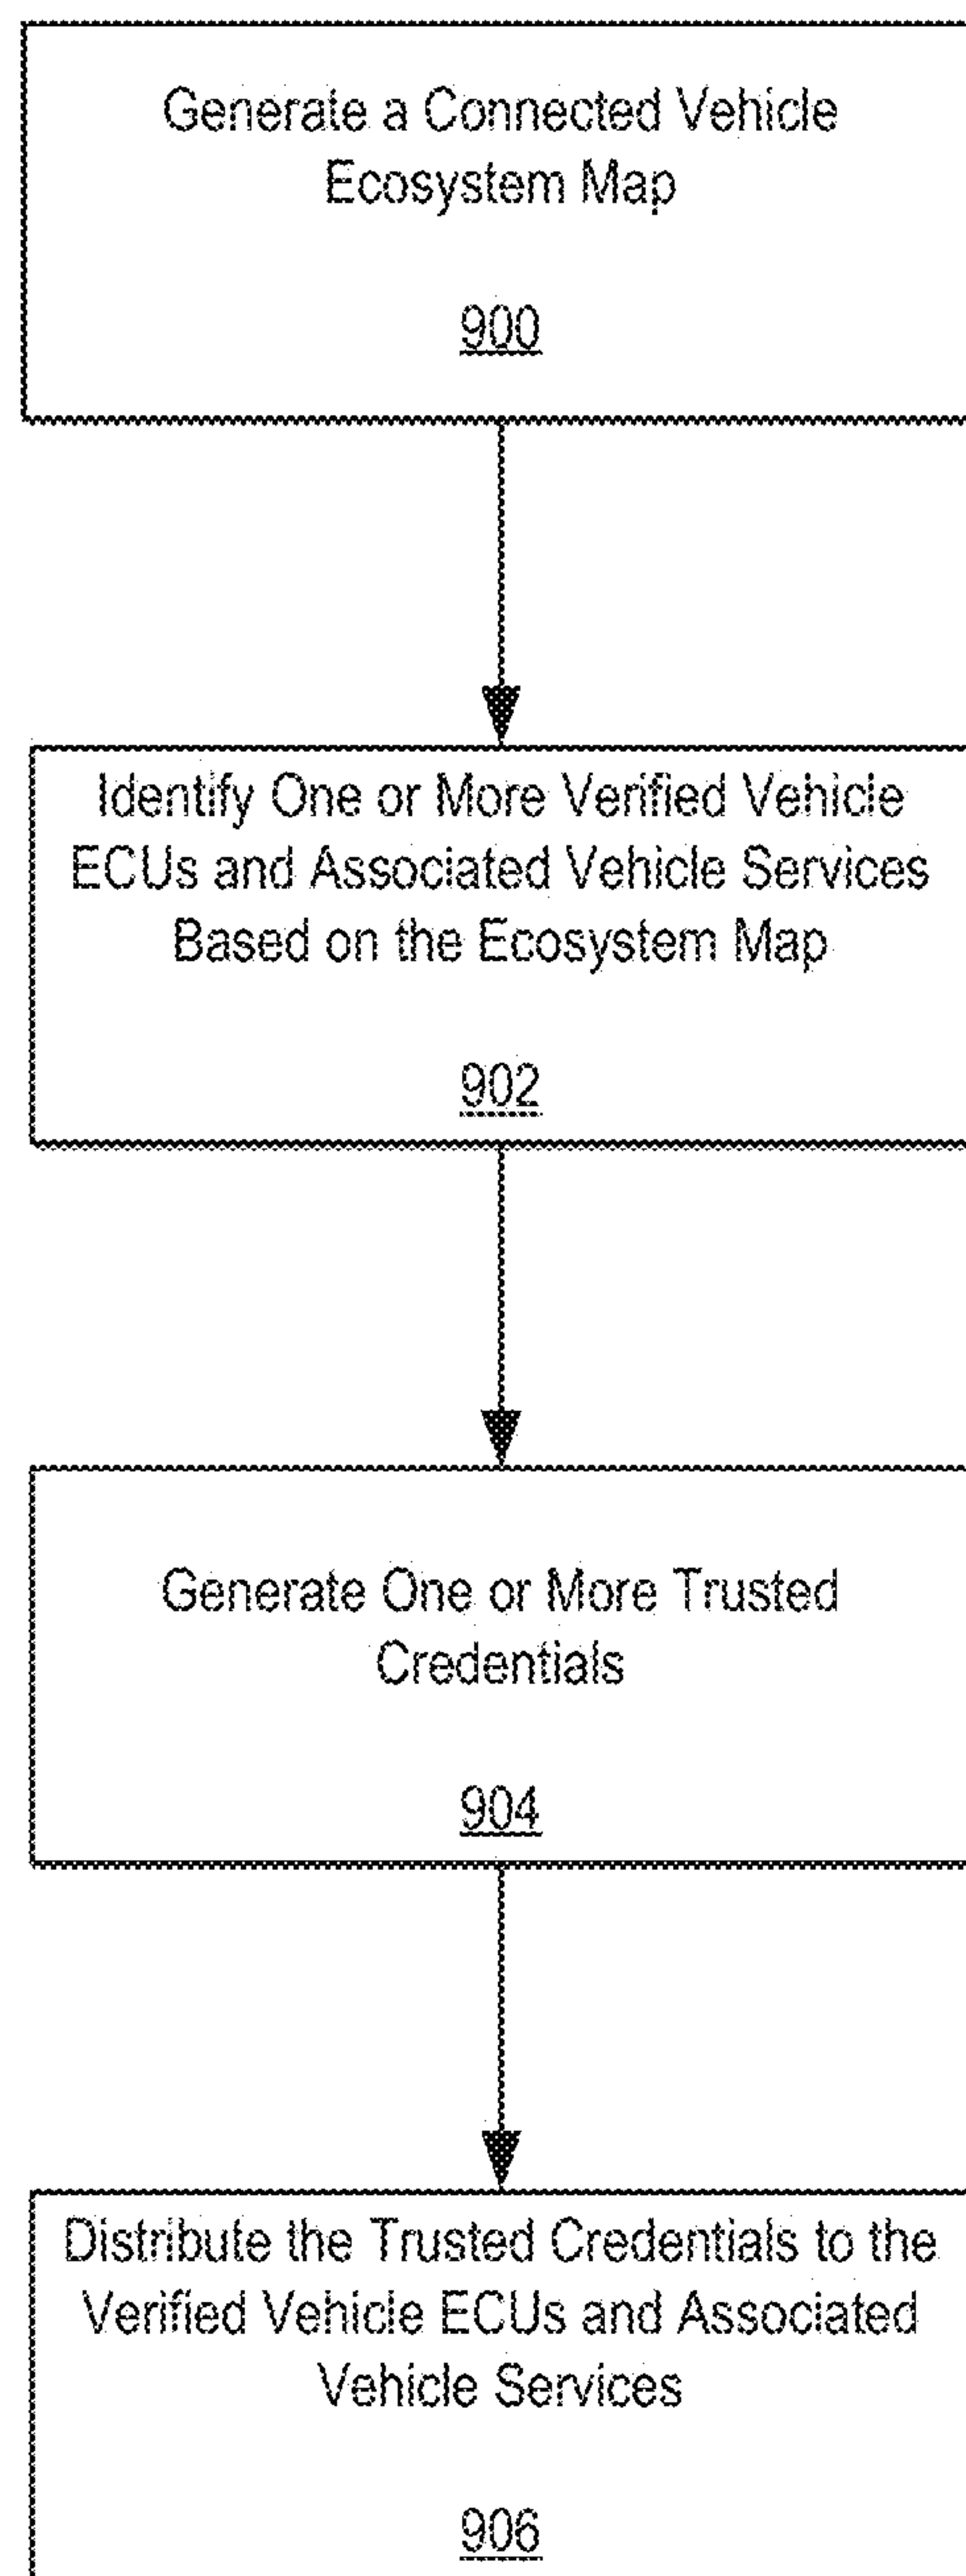 Generate a Connected Vehicle
Ecosystem Map
900
Identify One or More Verified Vehicle
ECUs and Associated Vehicle Services
Based on the Ecosystem Map
902
Generate One or More Trusted
Credentials
904
Distribute the Trusted Credentials to the
Verified Vehicle ECUs and Associated
Vehicle Services
906